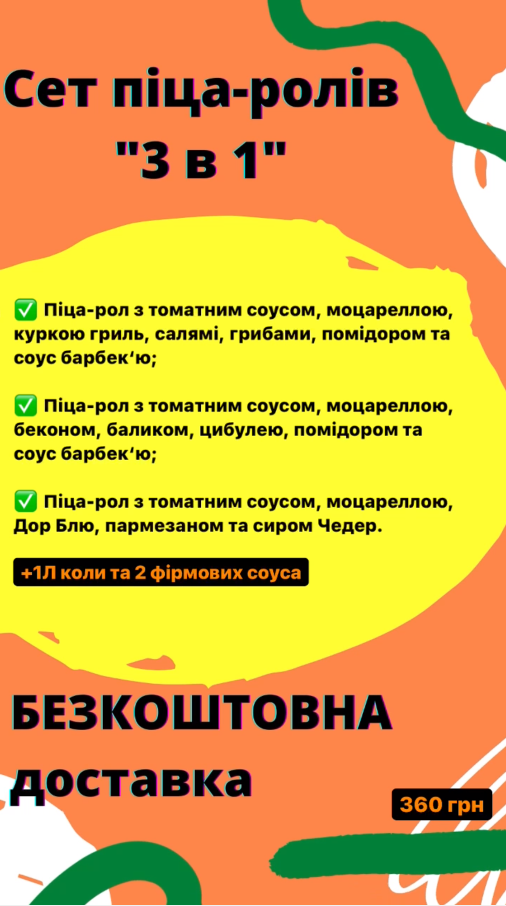 Сет піца-ролів
"3 в 1"
✅ Піца-рол з томатним соусом, моцареллою,
куркою гриль, салямі, грибами, помідором та
соус барбек‘ю;
✅ Піца-рол з томатним соусом, моцареллою,
беконом, баликом, цибулею, помідором та
соус барбек‘ю;
✅ Піца-рол з томатним соусом, моцареллою,
Дор Блю, пармезаном та сиром Чедер.
+1Л коли та 2 фірмових соуса
БЕЗКОШТОВНА
доставка
360 грн